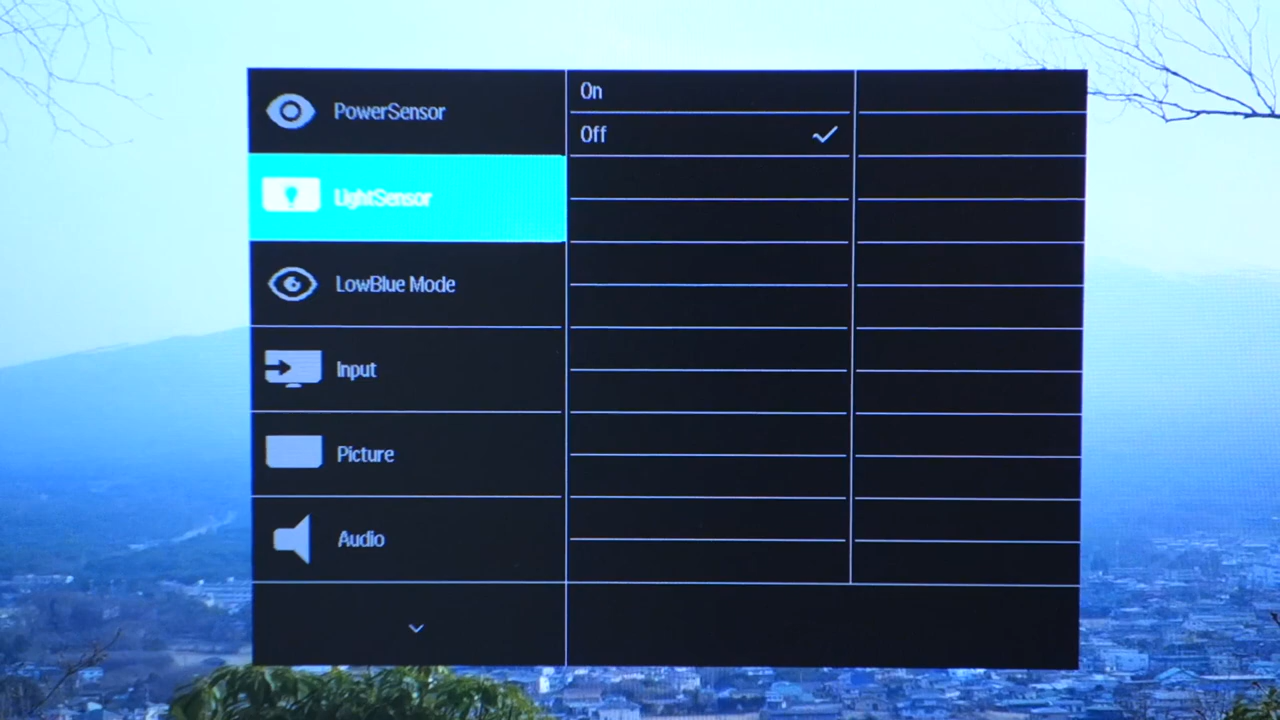 PowerSensor
LightSensor
LowBlue Mode
Input
Picture
Audio
On
Off